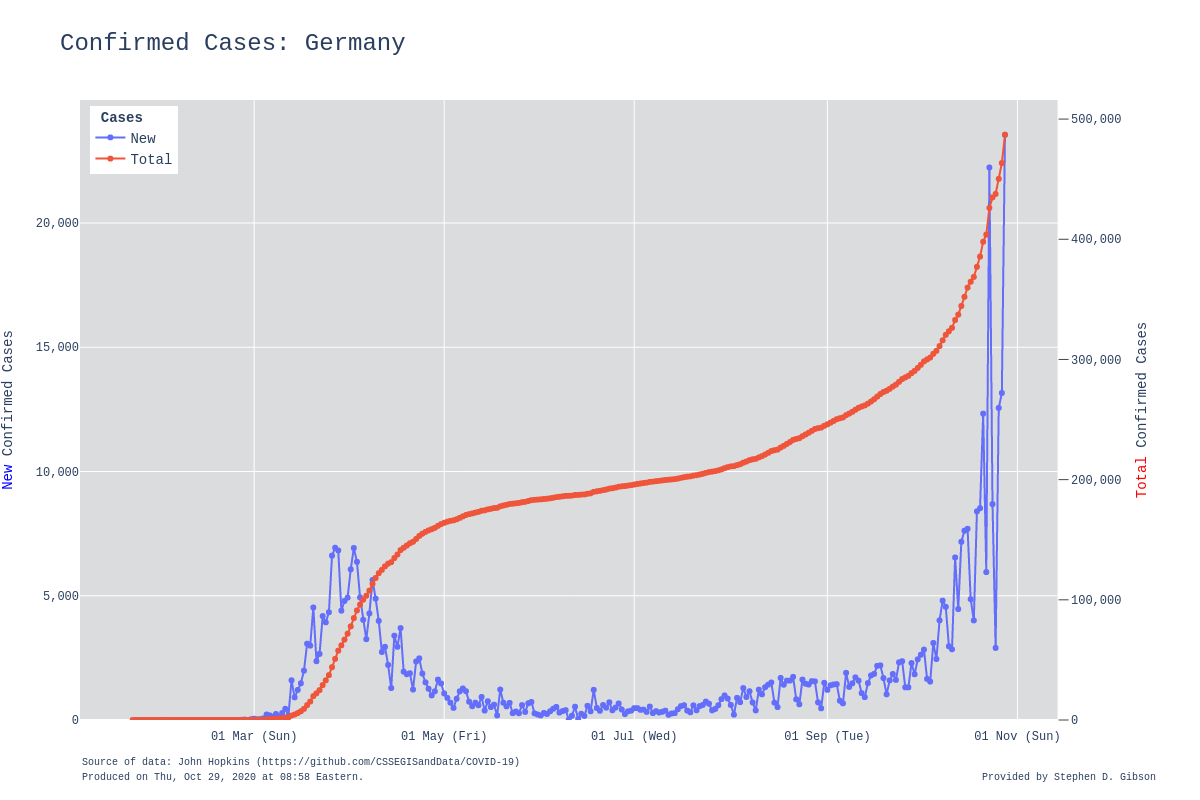 Confirmed Cases: Germany
Cases
New
Total
500,000
400,000
300,000
200,000
100,000
0
20,000
15,000
10,000
5,000
0
New Confirmed Cases
Total Confirmed Cases
01 Mar (Sun)
01 May (Fri)
01 Jul (Wed)
01 Sep (Tue)
01 Nov (Sun)
Source of data: John Hopkins (https://github.com/CSSEGISandData/COVID-19)
Produced on Thu, Oct 29, 2020 at 08:58 Eastern.
Provided by Stephen D. Gibson